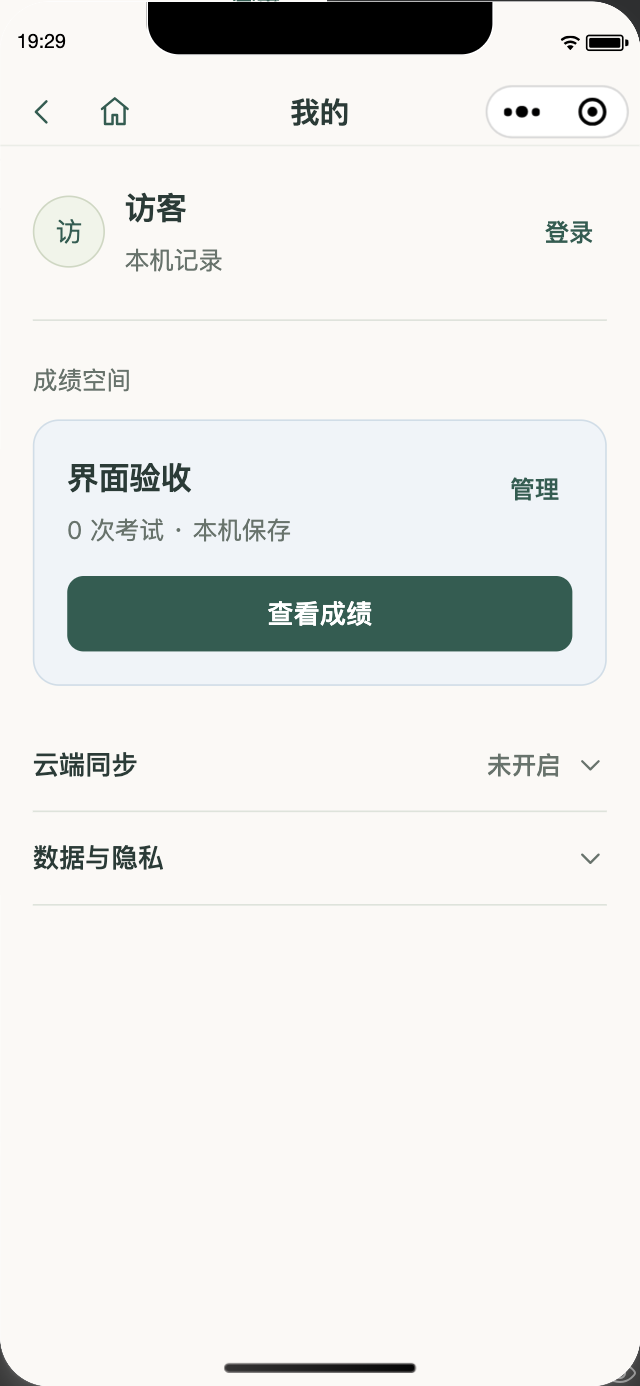 19:29
我的
访
访客
本机记录
登录
成绩空间
界面验收
管理
0 次考试 · 本机保存
查看成绩
云端同步
未开启
数据与隐私